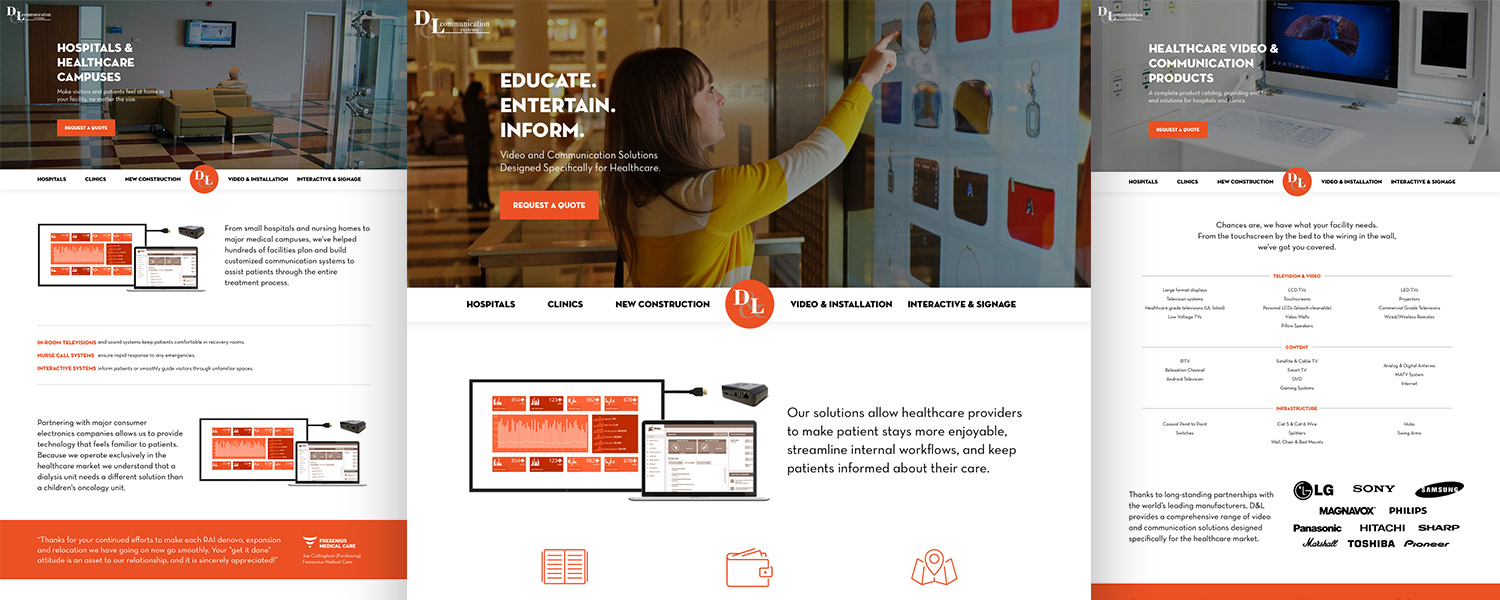 D&L communication
systems
HOSPITALS &
HEALTHCARE
CAMPUSES
Make visitors and patients feel at home in
your facility, no matter the size.
REQUEST A QUOTE
HOSPITALS CLINICS NEW CONSTRUCTION D&L VIDEO & INSTALLATION INTERACTIVE & SIGNAGE
From small hospitals and nursing homes to
major medical campuses, we've helped
hundreds of facilities plan and build
customized communication systems to
assist patients through the entire
treatment process.
IN-ROOM TELEVISIONS and sound systems keep patients comfortable in recovery rooms.
NURSE CALL SYSTEMS ensure rapid response to any emergencies.
INTERACTIVE SYSTEMS inform patients or smoothly guide visitors through unfamiliar spaces.
Partnering with major consumer
electronics companies allows us to provide
technology that feels familiar to patients.
Because we operate exclusively in the
healthcare market we understand that a
dialysis unit needs a different solution than
a children's oncology unit.
"Thanks for your continued efforts to make each RAI denovo, expansion
and relocation we have going on now go smoothly. Your "get it done"
attitude is an asset to our relationship, and it is sincerely appreciated!"
FRESENIUS
MEDICAL CARE
Joe Cottingham (Purchasing)
Fresenius Medical Care
D&L communication
systems
EDUCATE.
ENTERTAIN.
INFORM.
Video and Communication Solutions
Designed Specifically for Healthcare.
REQUEST A QUOTE
HOSPITALS CLINICS NEW CONSTRUCTION D&L VIDEO & INSTALLATION INTERACTIVE & SIGNAGE
854 123 982 678
Our solutions allow healthcare providers
to make patient stays more enjoyable,
streamline internal workflows, and keep
patients informed about their care.
D&L communication
systems
HEALTHCARE VIDEO &
COMMUNICATION
PRODUCTS
A complete product catalog, providing end to
end solutions for hospitals and clinics.
REQUEST A QUOTE
HOSPITALS CLINICS NEW CONSTRUCTION D&L VIDEO & INSTALLATION INTERACTIVE & SIGNAGE
Chances are, we have what your facility needs.
From the touchscreen by the bed to the wiring in the wall,
we've got you covered.
TELEVISION & VIDEO
Large format displays LCD TVs LED TVs
Television systems Touchscreens Projectors
Healthcare grade televisions (UL listed) Personal LCDs (bleach-cleanable) Commercial Grade Televisions
Low Voltage TVs Video Walls Wired/Wireless Remotes
Pillow Speakers
CONTENT
IPTV Satellite & Cable TV Analog & Digital Antenna
Relaxation Channel Smart TV MATV System
Android Television DVD Internet
Gaming Systems
INFRASTRUCTURE
Coaxial Point to Point Cat 5 & Cat 6 Wire Hubs
Switches Splitters Swing Arms
Wall, Chair & Bed Mounts
Thanks to long-standing partnerships with
the world's leading manufacturers, D&L
provides a comprehensive range of video
and communication solutions designed
specifically for the healthcare market.
LG SONY SAMSUNG
MAGNAVOX PHILIPS
Panasonic HITACHI SHARP
Marshall TOSHIBA Pioneer